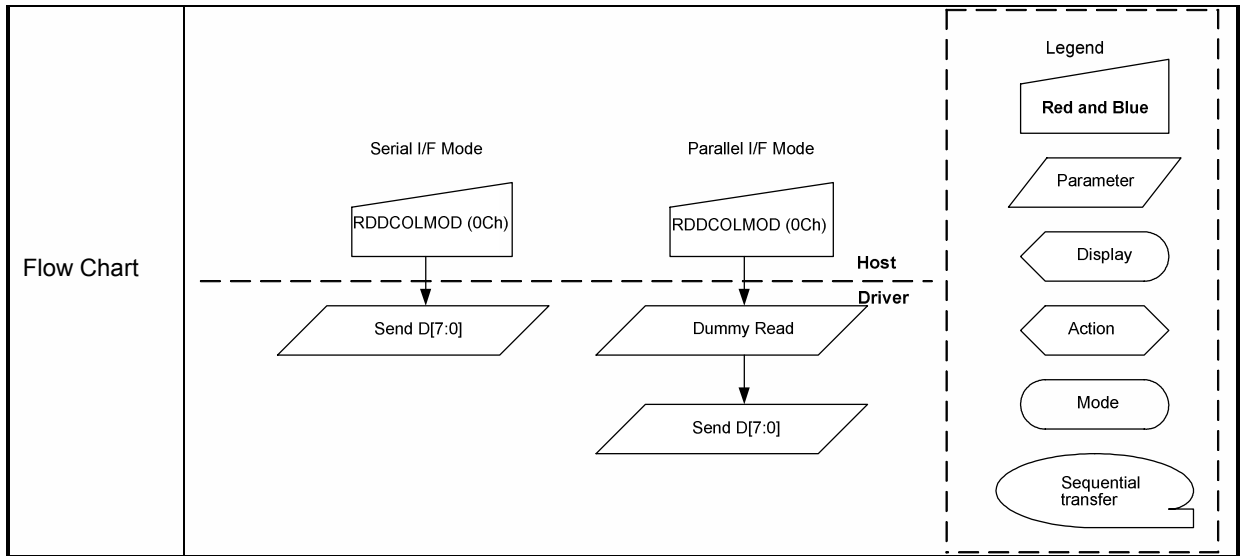 Flow Chart
Serial I/F Mode
RDDCOLMOD (0Ch)
Send D[7:0]
Parallel I/F Mode
RDDCOLMOD (0Ch)
Host
Driver
Dummy Read
Send D[7:0]
Legend
Red and Blue
Parameter
Display
Action
Mode
Sequential
transfer